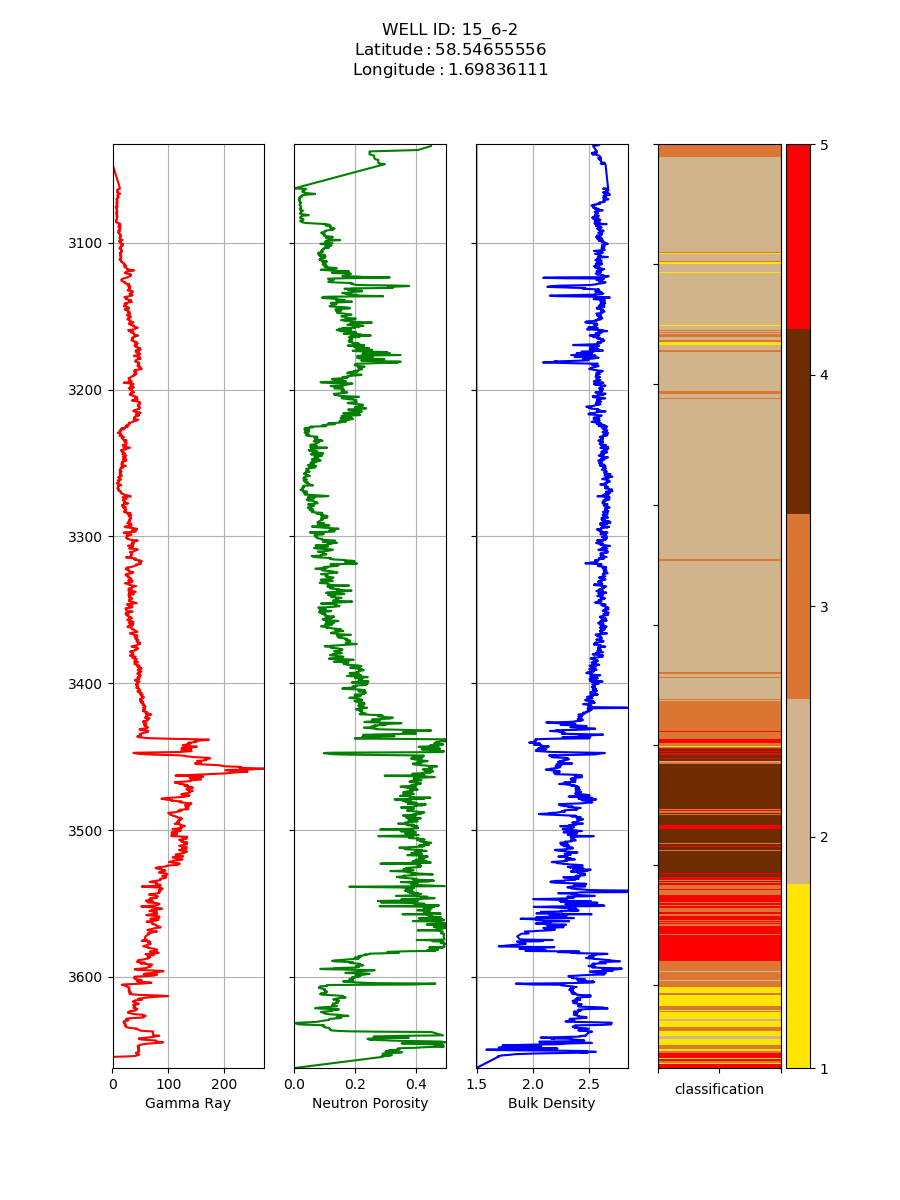 WELL ID: 15_6-2
Latitude : 58.54655556
Longitude : 1.69836111
3100
3200
3300
3400
3500
3600
0 100 200
0.0 0.2 0.4
1.5 2.0 2.5
Gamma Ray
Neutron Porosity
Bulk Density
classification
5
4
3
2
1